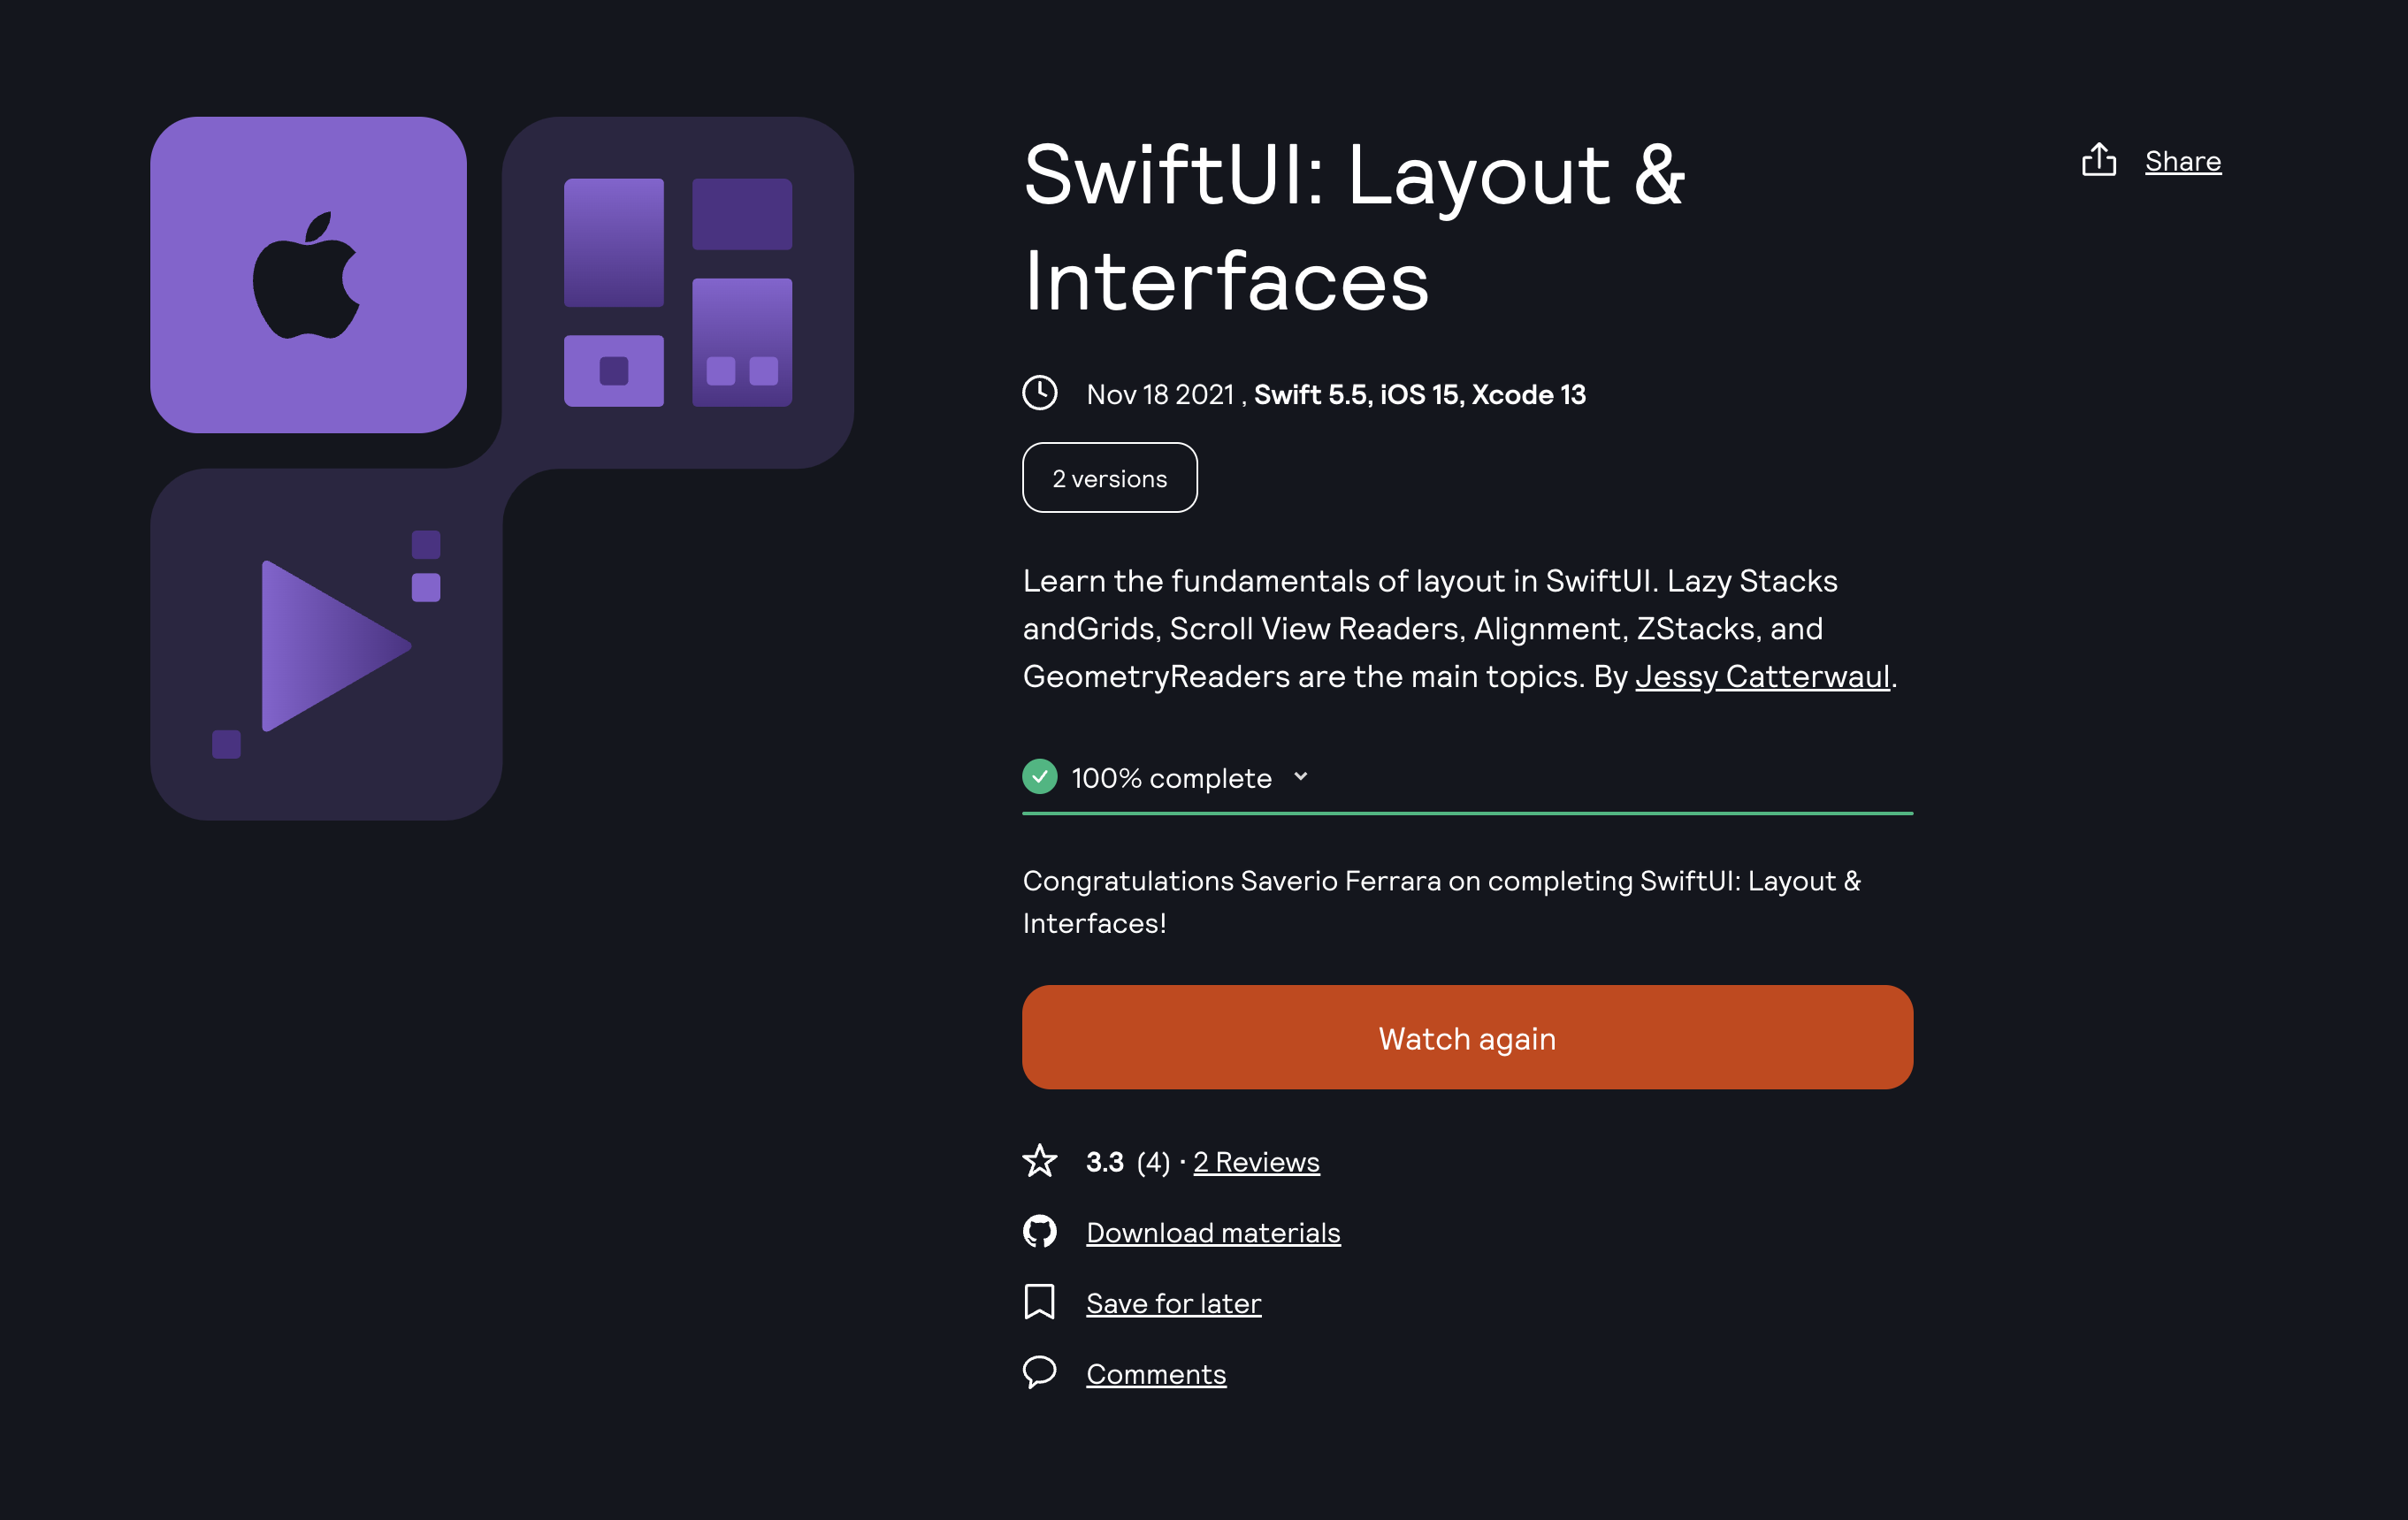 SwiftUI: Layout &
Interfaces
Share
Nov 18 2021 , Swift 5.5, iOS 15, Xcode 13
2 versions
Learn the fundamentals of layout in SwiftUI. Lazy Stacks
andGrids, Scroll View Readers, Alignment, ZStacks, and
GeometryReaders are the main topics. By Jessy Catterwaul.
100% complete
Congratulations Saverio Ferrara on completing SwiftUI: Layout &
Interfaces!
Watch again
3.3 (4) · 2 Reviews
Download materials
Save for later
Comments